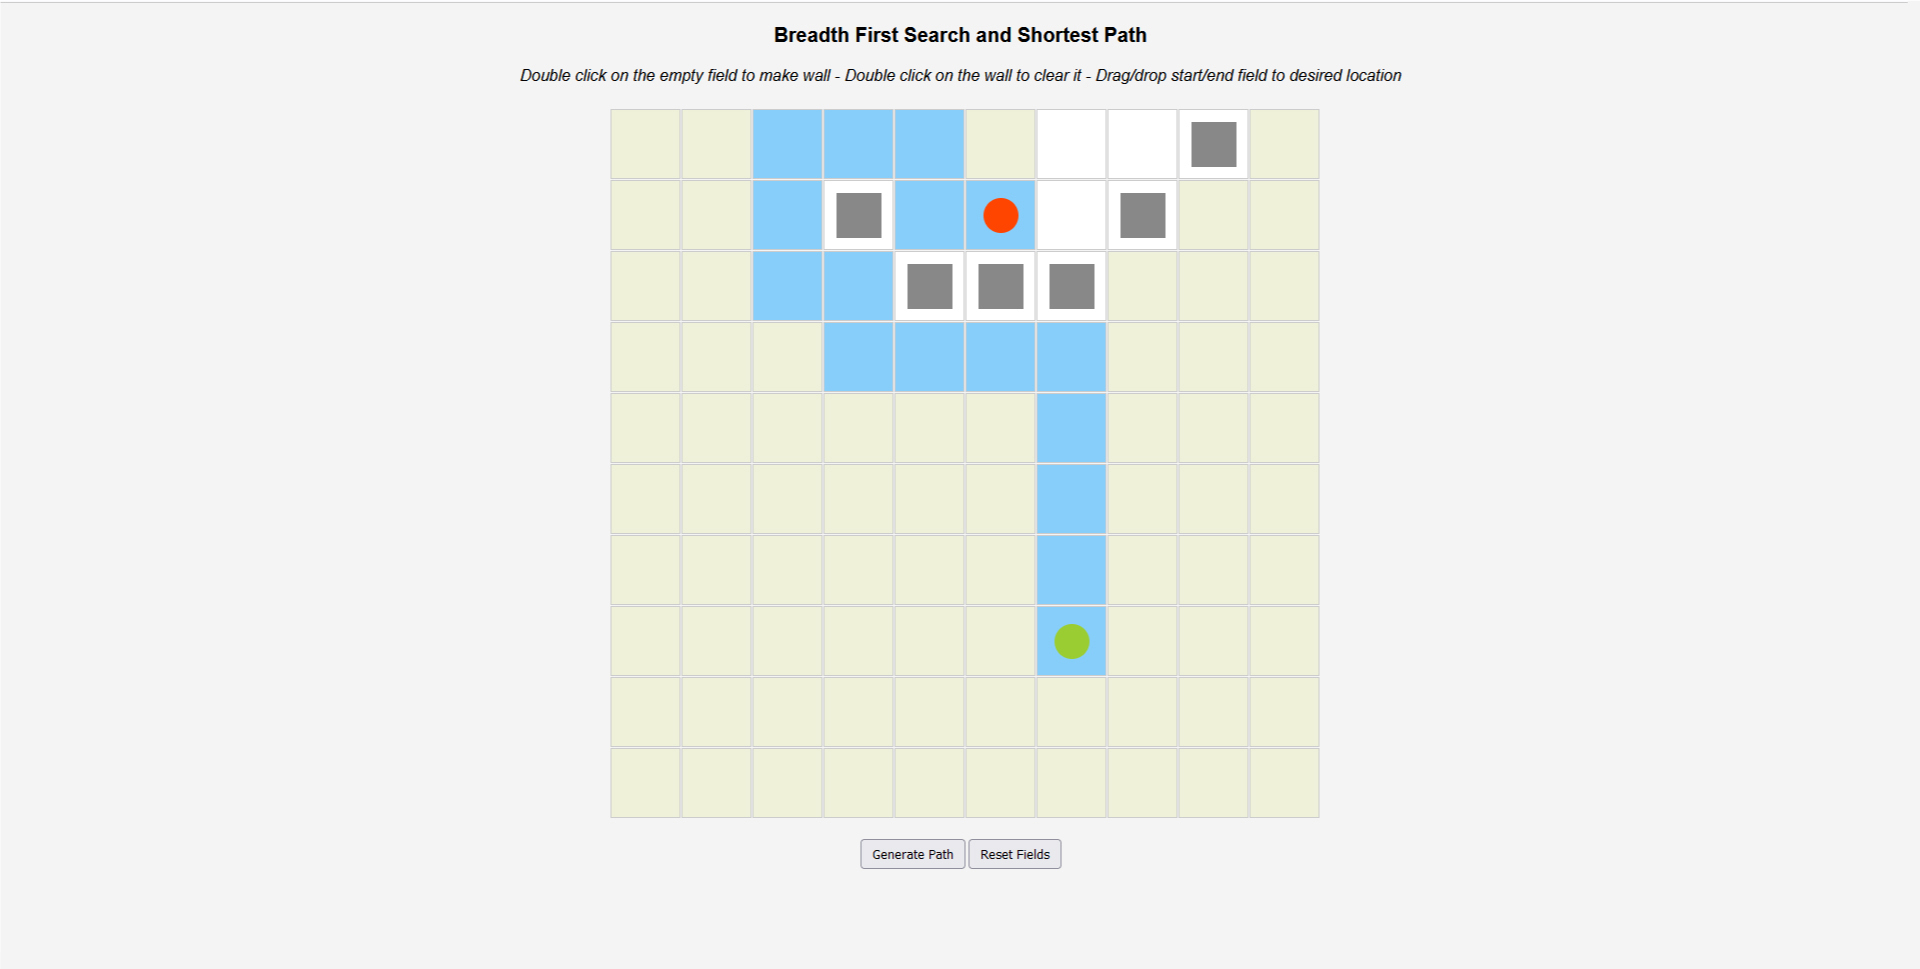 Breadth First Search and Shortest Path
Double click on the empty field to make wall - Double click on the wall to clear it - Drag/drop start/end field to desired location
Generate Path
Reset Fields